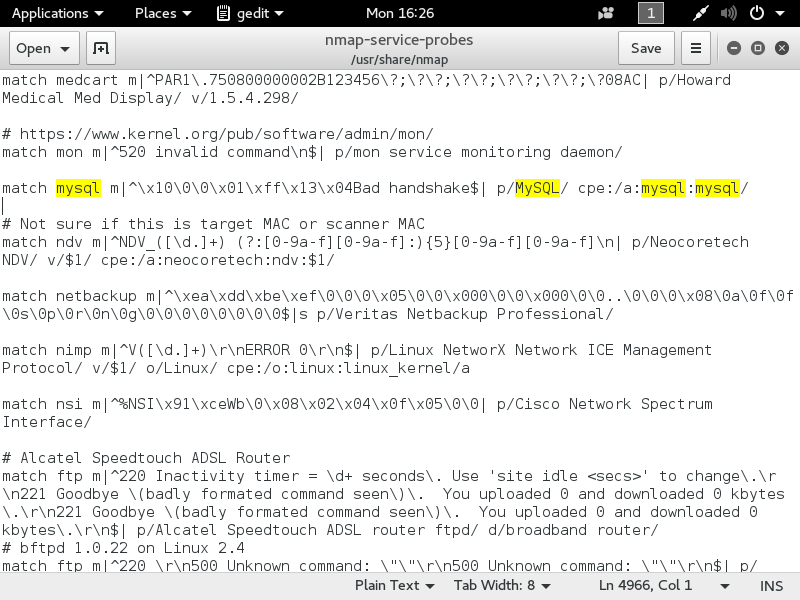 Applications Places gedit Mon 16:26 1
Open nmap-service-probes Save
/usr/share/nmap
match medcart m|^PAR1\.750800000002B123456\?;\?\?;\?\?;\?\?;\?\?;\?08AC| p/Howard
Medical Med Display/ v/1.5.4.298/
# https://www.kernel.org/pub/software/admin/mon/
match mon m|^520 invalid command\n$| p/mon service monitoring daemon/
match mysql m|^\x10\0\0\x01\xff\x13\x04Bad handshake$| p/MySQL/ cpe:/a:mysql:mysql/
# Not sure if this is target MAC or scanner MAC
match ndv m|^NDV_([\d.]+) (?:[0-9a-f][0-9a-f]:){5}[0-9a-f][0-9a-f]\n| p/Neocoretech
NDV/ v/$1/ cpe:/a:neocoretech:ndv:$1/
match netbackup m|^\xea\xdd\xbe\xef\0\0\0\x05\0\0\x000\0\0\x000\0\0..\0\0\0\x08\0a\0f\0f
\0s\0p\0r\0n\0g\0\0\0\0\0\0\0\0$|s p/Veritas Netbackup Professional/
match nimp m|^V([\d.]+)\r\nERROR 0\r\n$| p/Linux NetworX Network ICE Management
Protocol/ v/$1/ o/Linux/ cpe:/o:linux:linux_kernel/a
match nsi m|^%NSI\x91\xceWb\0\x08\x02\x04\x0f\x05\0\0| p/Cisco Network Spectrum
Interface/
# Alcatel Speedtouch ADSL Router
match ftp m|^220 Inactivity timer = \d+ seconds\. Use 'site idle <secs>' to change\.\r
\n221 Goodbye \(badly formated command seen\)\.  You uploaded 0 and downloaded 0 kbytes
\.\r\n221 Goodbye \(badly formated command seen\)\.  You uploaded 0 and downloaded 0
kbytes\.\r\n$| p/Alcatel Speedtouch ADSL router ftpd/ d/broadband router/
# bftpd 1.0.22 on Linux 2.4
match ftp m|^220 \r\n500 Unknown command: \"\"\r\n500 Unknown command: \"\"\r\n$| p/
Plain Text Tab Width: 8 Ln 4966, Col 1 INS